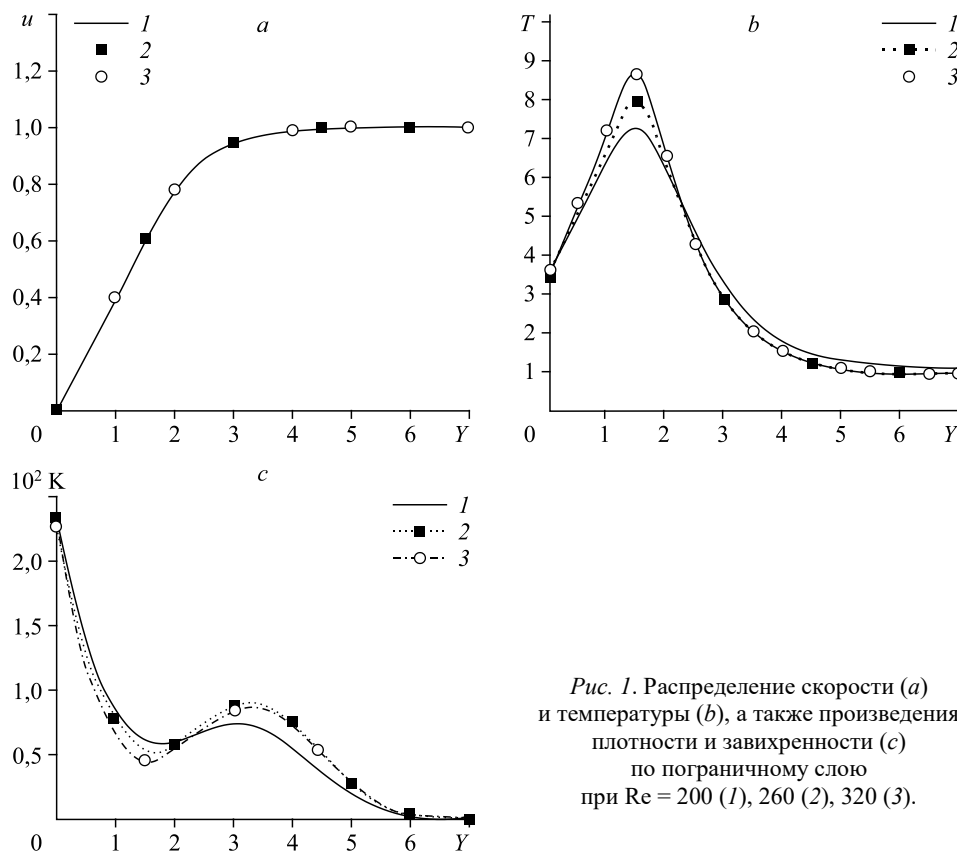 u
a
1
2
3
1,2
1,0
0,8
0,6
0,4
0,2
0 1 2 3 4 5 6 Y
T
b
1
2
3
9
8
7
6
5
4
3
2
1
0 1 2 3 4 5 6 Y
10² К
c
1
2
3
2,0
1,5
1,0
0,5
0 1 2 3 4 5 6 Y
Рис. 1. Распределение скорости (a)
и температуры (b), а также произведения
плотности и завихренности (c)
по пограничному слою
при Re = 200 (1), 260 (2), 320 (3).